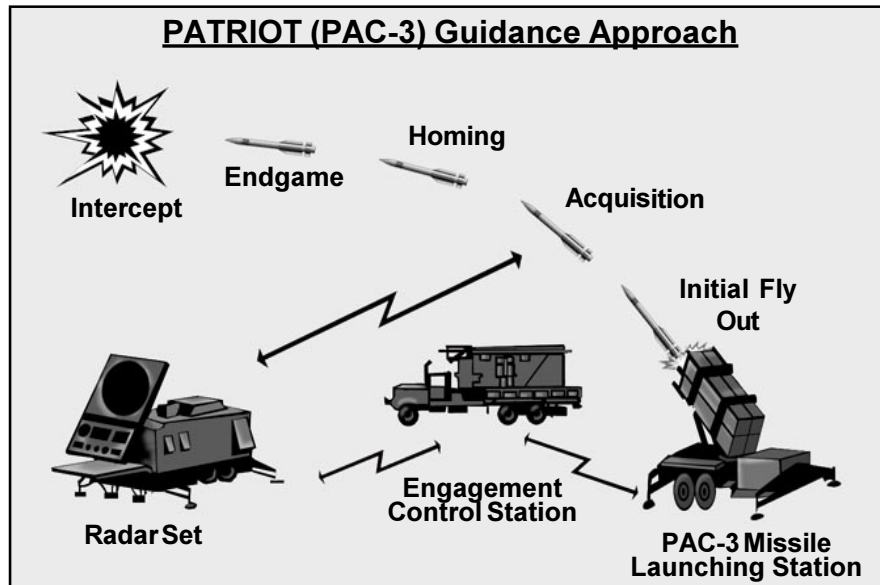 PATRIOT (PAC-3) Guidance Approach
Homing
Endgame
Intercept
Acquisition
Initial Fly
Out
Engagement
Control Station
Radar Set
PAC-3 Missile
Launching Station